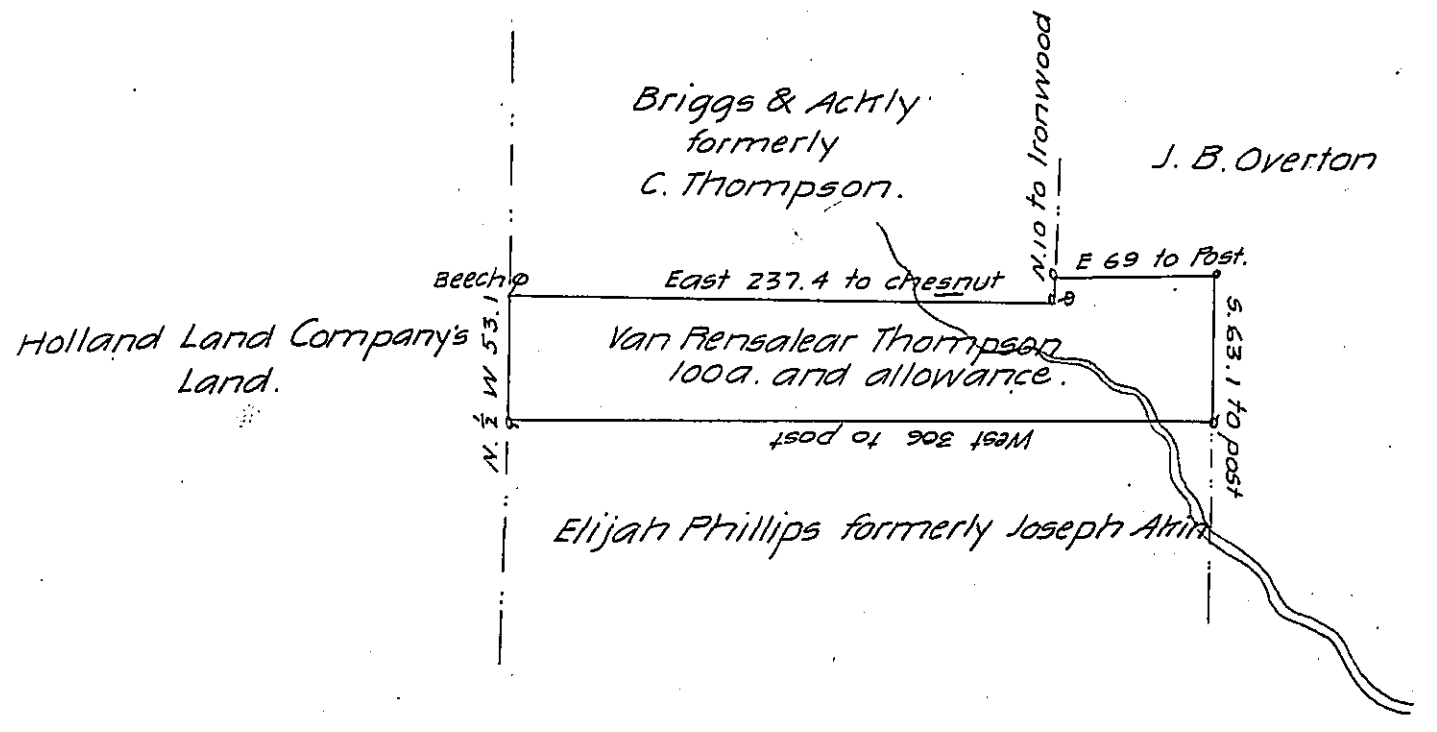 Briggs & Ackly
formerly
C. Thompson.
N.10 to Ironwood
J. B. Overton
Beech
East 237.4 to chesnut
E 69 to Post.
Holland Land Company's
Land.
N. ½ W 53.1
Van Rensalear Thompson
100a. and allowance.
S. 63.1 to post
West 306 to post
Elijah Phillips formerly Joseph Akin